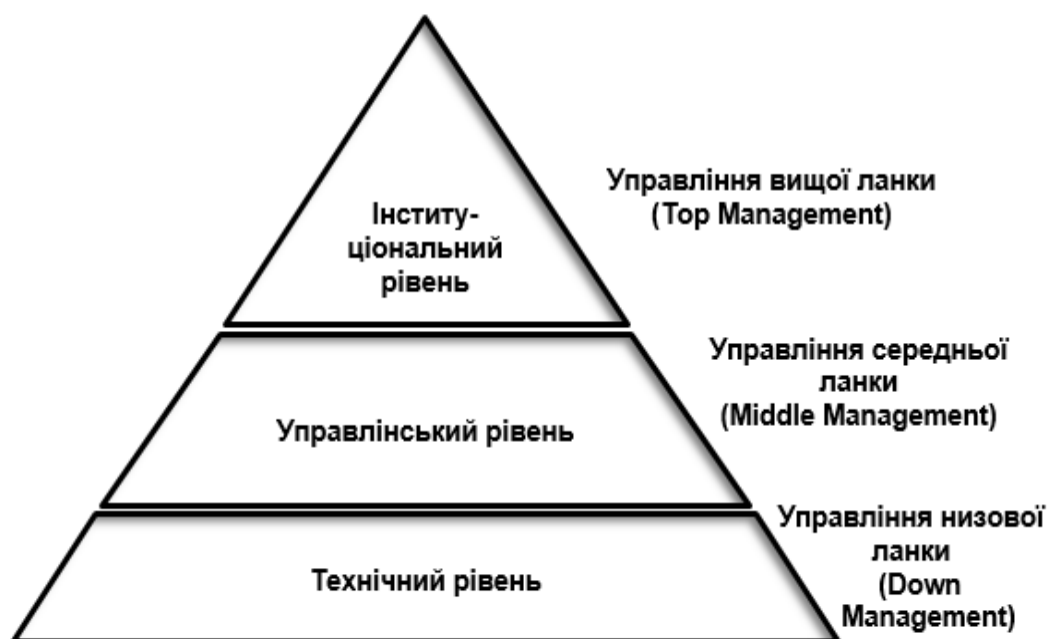 Управління вищої ланки
(Top Management)
Інститу-
ціональний
рівень
Управління середньої
ланки
(Middle Management)
Управлінський рівень
Управління низової
ланки
(Down
Management)
Технічний рівень